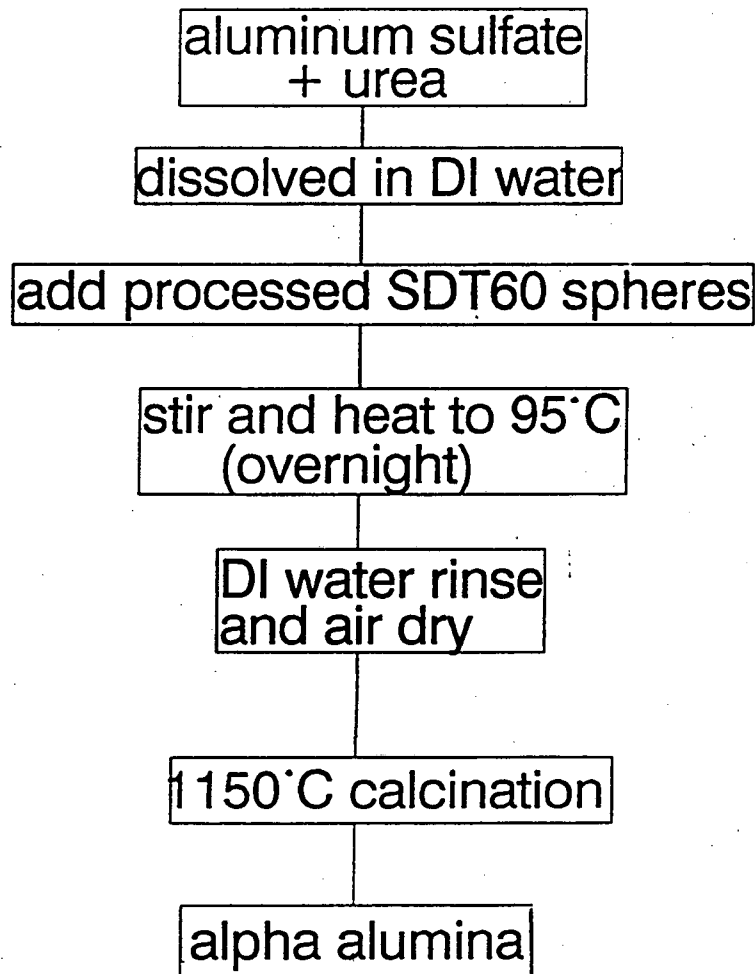 aluminum sulfate
+ urea
dissolved in DI water
add processed SDT60 spheres
stir and heat to 95°C
(overnight)
DI water rinse
and air dry
1150°C calcination
alpha alumina